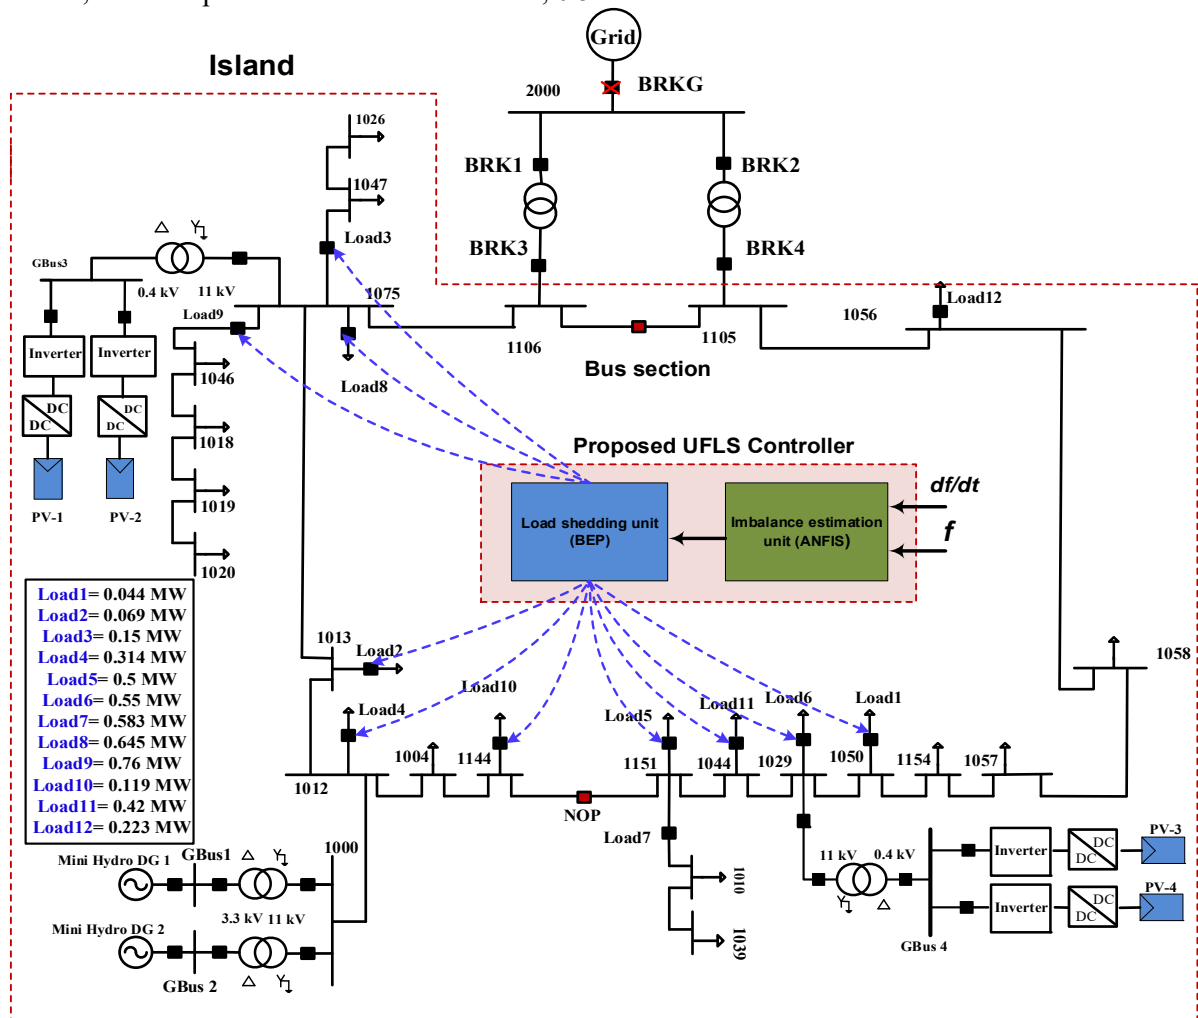 Grid
Island
BRKG
2000
1026
BRK1
BRK2
1047
Load3
BRK3
BRK4
GBus3
0.4 kV
11 kV
1075
Load9
Load12
1056
1106
1105
Inverter
Inverter
Bus section
1046
Load8
DC
DC
DC
DC
1018
Proposed UFLS Controller
df/dt
PV-1
PV-2
1019
Load shedding unit
(BEP)
Imbalance estimation
unit (ANFIS)
f
1020
Load1= 0.044 MW
Load2= 0.069 MW
Load3= 0.15 MW
Load4= 0.314 MW
Load5= 0.5 MW
Load6= 0.55 MW
Load7= 0.583 MW
Load8= 0.645 MW
Load9= 0.76 MW
Load10= 0.119 MW
Load11= 0.42 MW
Load12= 0.223 MW
1013
Load2
1058
Load10
Load4
Load5
Load11
Load6
Load1
1004
1144
1151
1044
1029
1050
1154
1057
1012
NOP
Load7
1000
Mini Hydro DG 1
GBus1
3.3 kV
11 kV
Mini Hydro DG 2
GBus 2
1010
1039
11 kV
0.4 kV
Inverter
DC
DC
PV-3
Inverter
DC
DC
PV-4
GBus 4